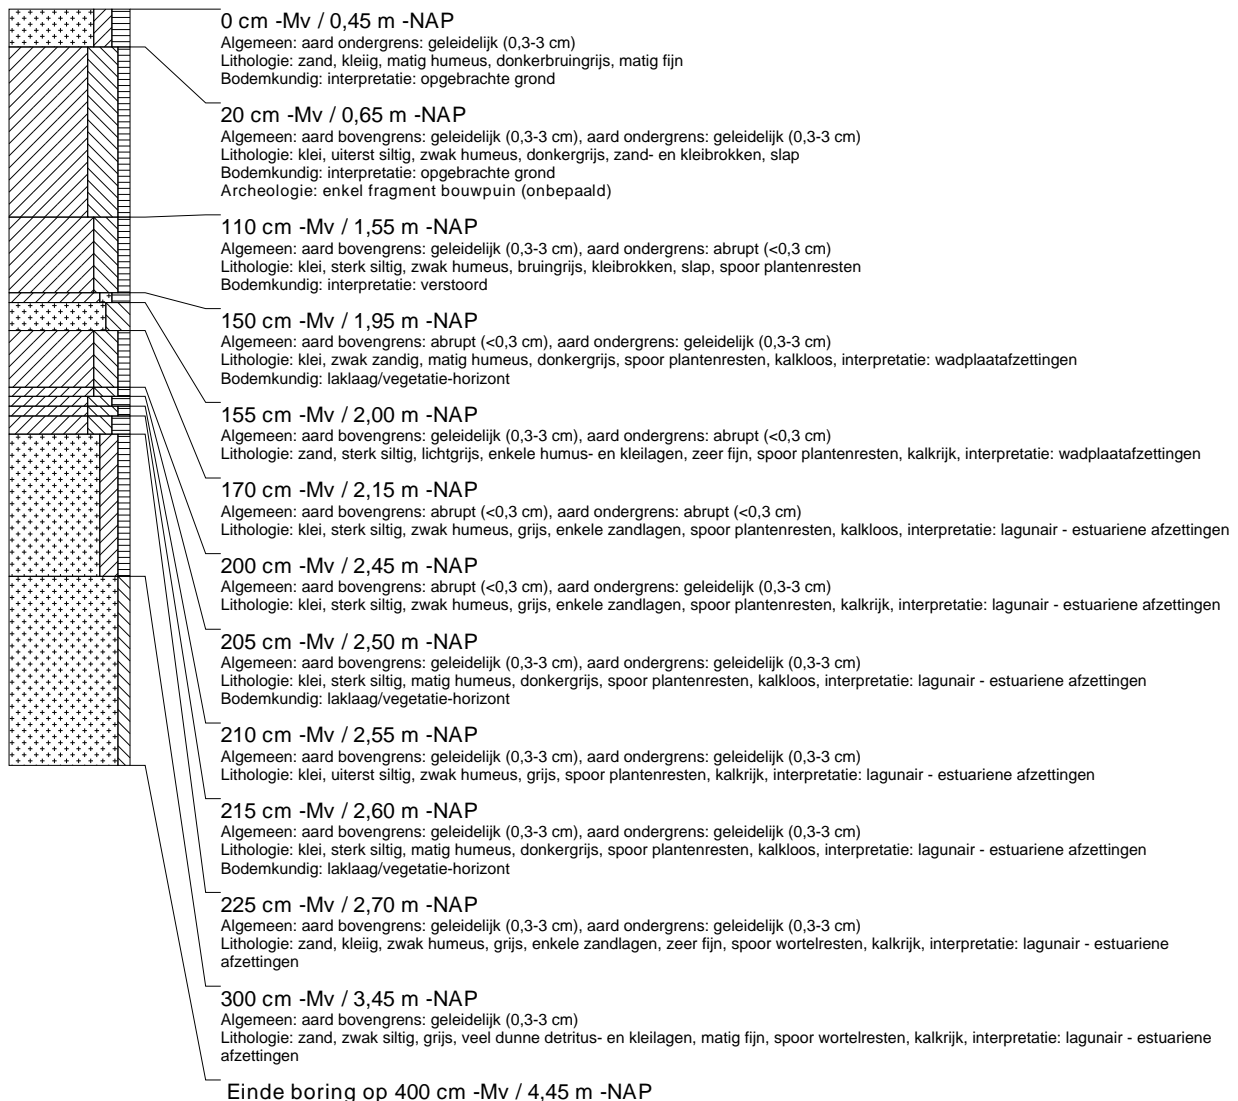 0 cm -Mv / 0,45 m -NAP
Algemeen: aard ondergrens: geleidelijk (0,3-3 cm)
Lithologie: zand, kleiig, matig humeus, donkerbruingrijs, matig fijn
Bodemkundig: interpretatie: opgebrachte grond
20 cm -Mv / 0,65 m -NAP
Algemeen: aard bovengrens: geleidelijk (0,3-3 cm), aard ondergrens: geleidelijk (0,3-3 cm)
Lithologie: klei, uiterst siltig, zwak humeus, donkergrijs, zand- en kleibrokken, slap
Bodemkundig: interpretatie: opgebrachte grond
Archeologie: enkel fragment bouwpuin (onbepaald)
110 cm -Mv / 1,55 m -NAP
Algemeen: aard bovengrens: geleidelijk (0,3-3 cm), aard ondergrens: abrupt (<0,3 cm)
Lithologie: klei, sterk siltig, zwak humeus, bruingrijs, kleibrokken, slap, spoor plantenresten
Bodemkundig: interpretatie: verstoord
150 cm -Mv / 1,95 m -NAP
Algemeen: aard bovengrens: abrupt (<0,3 cm), aard ondergrens: geleidelijk (0,3-3 cm)
Lithologie: klei, zwak zandig, matig humeus, donkergrijs, spoor plantenresten, kalkloos, interpretatie: wadplaatafzettingen
Bodemkundig: laklaag/vegetatie-horizont
155 cm -Mv / 2,00 m -NAP
Algemeen: aard bovengrens: geleidelijk (0,3-3 cm), aard ondergrens: abrupt (<0,3 cm)
Lithologie: zand, sterk siltig, lichtgrijs, enkele humus- en kleilagen, zeer fijn, spoor plantenresten, kalkrijk, interpretatie: wadplaatafzettingen
170 cm -Mv / 2,15 m -NAP
Algemeen: aard bovengrens: abrupt (<0,3 cm), aard ondergrens: abrupt (<0,3 cm)
Lithologie: klei, sterk siltig, zwak humeus, grijs, enkele zandlagen, spoor plantenresten, kalkloos, interpretatie: lagunair - estuariene afzettingen
200 cm -Mv / 2,45 m -NAP
Algemeen: aard bovengrens: abrupt (<0,3 cm), aard ondergrens: geleidelijk (0,3-3 cm)
Lithologie: klei, sterk siltig, zwak humeus, grijs, enkele zandlagen, spoor plantenresten, kalkrijk, interpretatie: lagunair - estuariene afzettingen
205 cm -Mv / 2,50 m -NAP
Algemeen: aard bovengrens: geleidelijk (0,3-3 cm), aard ondergrens: geleidelijk (0,3-3 cm)
Lithologie: klei, sterk siltig, matig humeus, donkergrijs, spoor plantenresten, kalkloos, interpretatie: lagunair - estuariene afzettingen
Bodemkundig: laklaag/vegetatie-horizont
210 cm -Mv / 2,55 m -NAP
Algemeen: aard bovengrens: geleidelijk (0,3-3 cm), aard ondergrens: geleidelijk (0,3-3 cm)
Lithologie: klei, uiterst siltig, zwak humeus, grijs, spoor plantenresten, kalkrijk, interpretatie: lagunair - estuariene afzettingen
215 cm -Mv / 2,60 m -NAP
Algemeen: aard bovengrens: geleidelijk (0,3-3 cm), aard ondergrens: geleidelijk (0,3-3 cm)
Lithologie: klei, sterk siltig, matig humeus, donkergrijs, spoor plantenresten, kalkloos, interpretatie: lagunair - estuariene afzettingen
Bodemkundig: laklaag/vegetatie-horizont
225 cm -Mv / 2,70 m -NAP
Algemeen: aard bovengrens: geleidelijk (0,3-3 cm), aard ondergrens: geleidelijk (0,3-3 cm)
Lithologie: zand, kleiig, zwak humeus, grijs, enkele zandlagen, zeer fijn, spoor wortelresten, kalkrijk, interpretatie: lagunair - estuariene
afzettingen
300 cm -Mv / 3,45 m -NAP
Algemeen: aard bovengrens: geleidelijk (0,3-3 cm)
Lithologie: zand, zwak siltig, grijs, veel dunne detritus- en kleilagen, matig fijn, spoor wortelresten, kalkrijk, interpretatie: lagunair - estuariene
afzettingen
Einde boring op 400 cm -Mv / 4,45 m -NAP